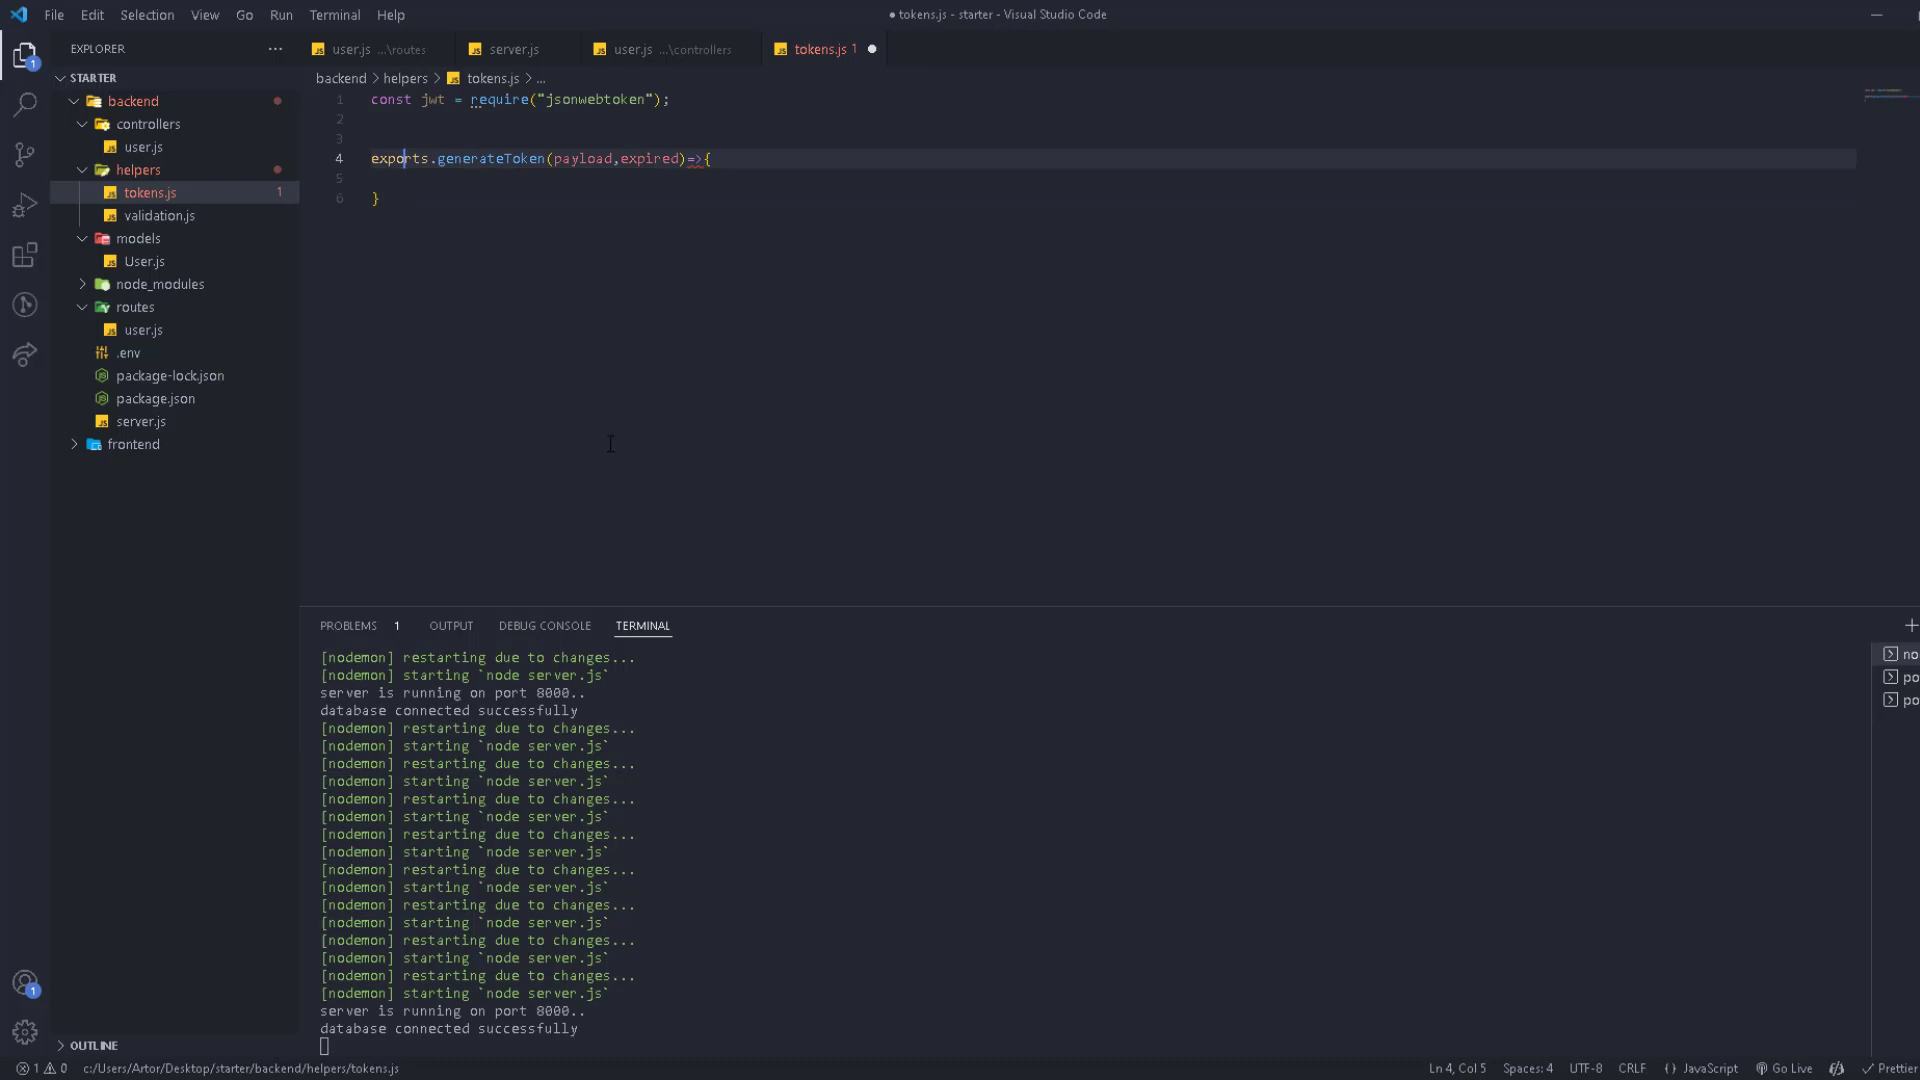 File Edit Selection View Go Run Terminal Help
● tokens.js - starter - Visual Studio Code
EXPLORER ...
user.js ...\routes
server.js
user.js ...\controllers
tokens.js 1
STARTER
backend > helpers > tokens.js > ...
backend
controllers
user.js
helpers
tokens.js 1
validation.js
models
User.js
node_modules
routes
user.js
.env
package-lock.json
package.json
server.js
frontend
OUTLINE
1 const jwt = require("jsonwebtoken");
2
3
4 exports.generateToken(payload,expired)=>{
5
6 }
PROBLEMS 1 OUTPUT DEBUG CONSOLE TERMINAL
[nodemon] restarting due to changes...
[nodemon] starting `node server.js`
server is running on port 8000..
database connected successfully
[nodemon] restarting due to changes...
[nodemon] starting `node server.js`
[nodemon] restarting due to changes...
[nodemon] starting `node server.js`
[nodemon] restarting due to changes...
[nodemon] starting `node server.js`
[nodemon] restarting due to changes...
[nodemon] starting `node server.js`
[nodemon] restarting due to changes...
[nodemon] starting `node server.js`
[nodemon] restarting due to changes...
[nodemon] starting `node server.js`
[nodemon] restarting due to changes...
[nodemon] starting `node server.js`
[nodemon] restarting due to changes...
[nodemon] starting `node server.js`
server is running on port 8000..
database connected successfully
no
po
po
1
1
1 0 c:/Users/Artor/Desktop/starter/backend/helpers/tokens.js
Ln 4, Col 5 Spaces: 4 UTF-8 CRLF {} JavaScript Go Live Prettier